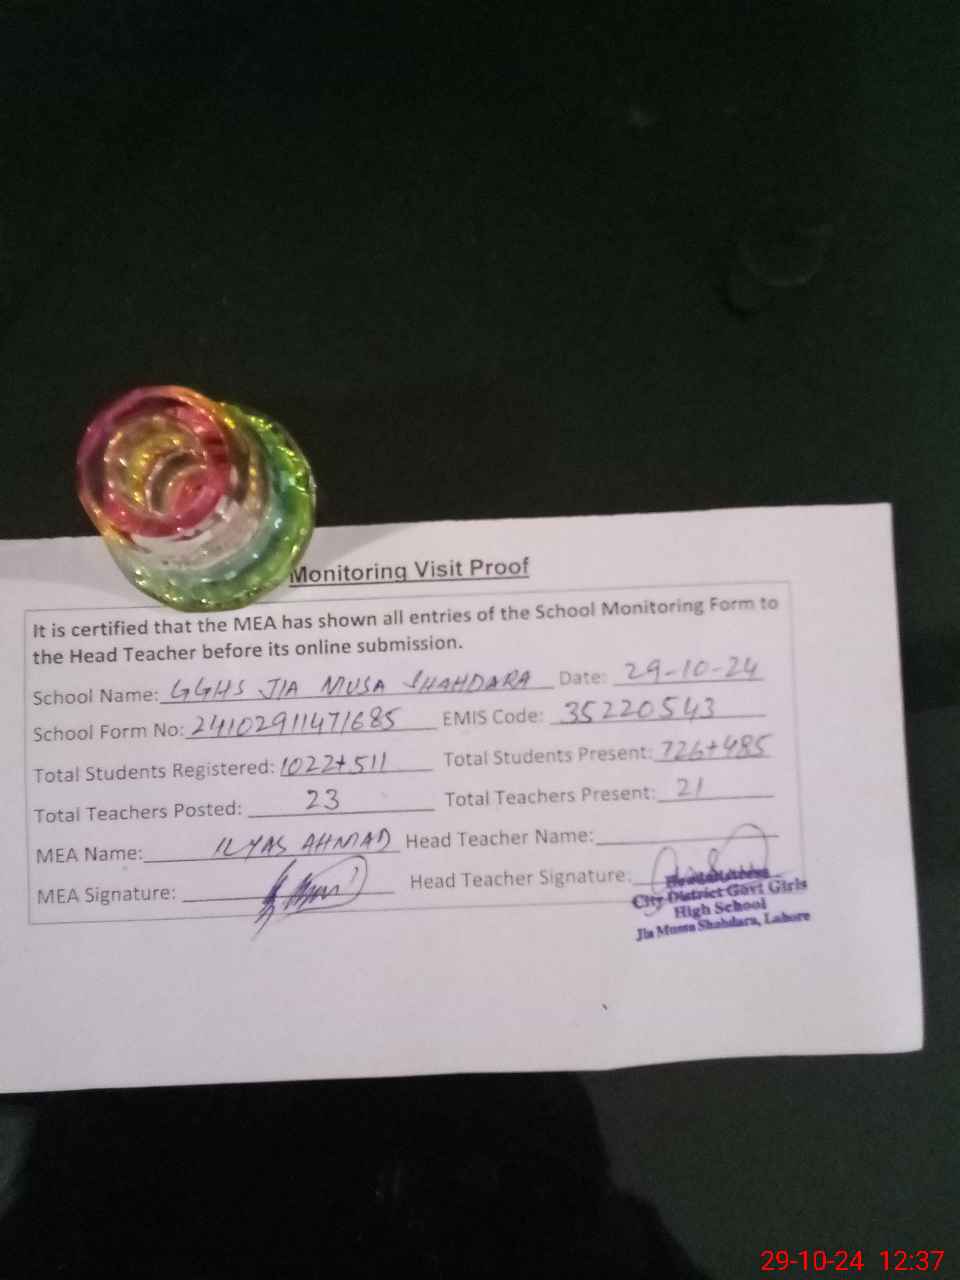 Monitoring Visit Proof
It is certified that the MEA has shown all entries of the School Monitoring Form to
the Head Teacher before its online submission.
School Name: GGHS JIA MUSA SHAHDARA Date: 29-10-24
School Form No: 24102911471685 EMIS Code: 35220543
Total Students Registered: 1022+511 Total Students Present: 726+485
Total Teachers Posted: 23 Total Teachers Present: 21
MEA Name: ILYAS AHMAD Head Teacher Name:
MEA Signature: Head Teacher Signature:
City District Govt Girls
High School
Jia Mussa Shahdara, Lahore
29-10-24 12:37